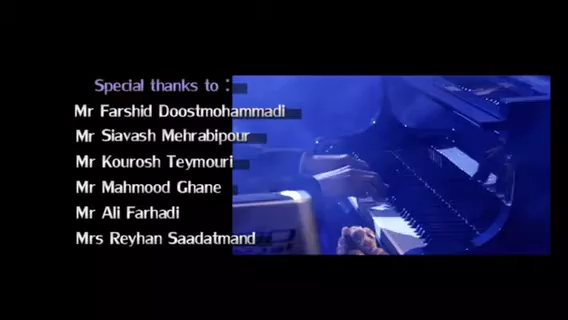 Special thanks to :
Mr Farshid Doostmohammadi
Mr Siavash Mehrabipour
Mr Kourosh Teymouri
Mr Mahmood Ghane
Mr Ali Farhadi
Mrs Reyhan Saadatmand